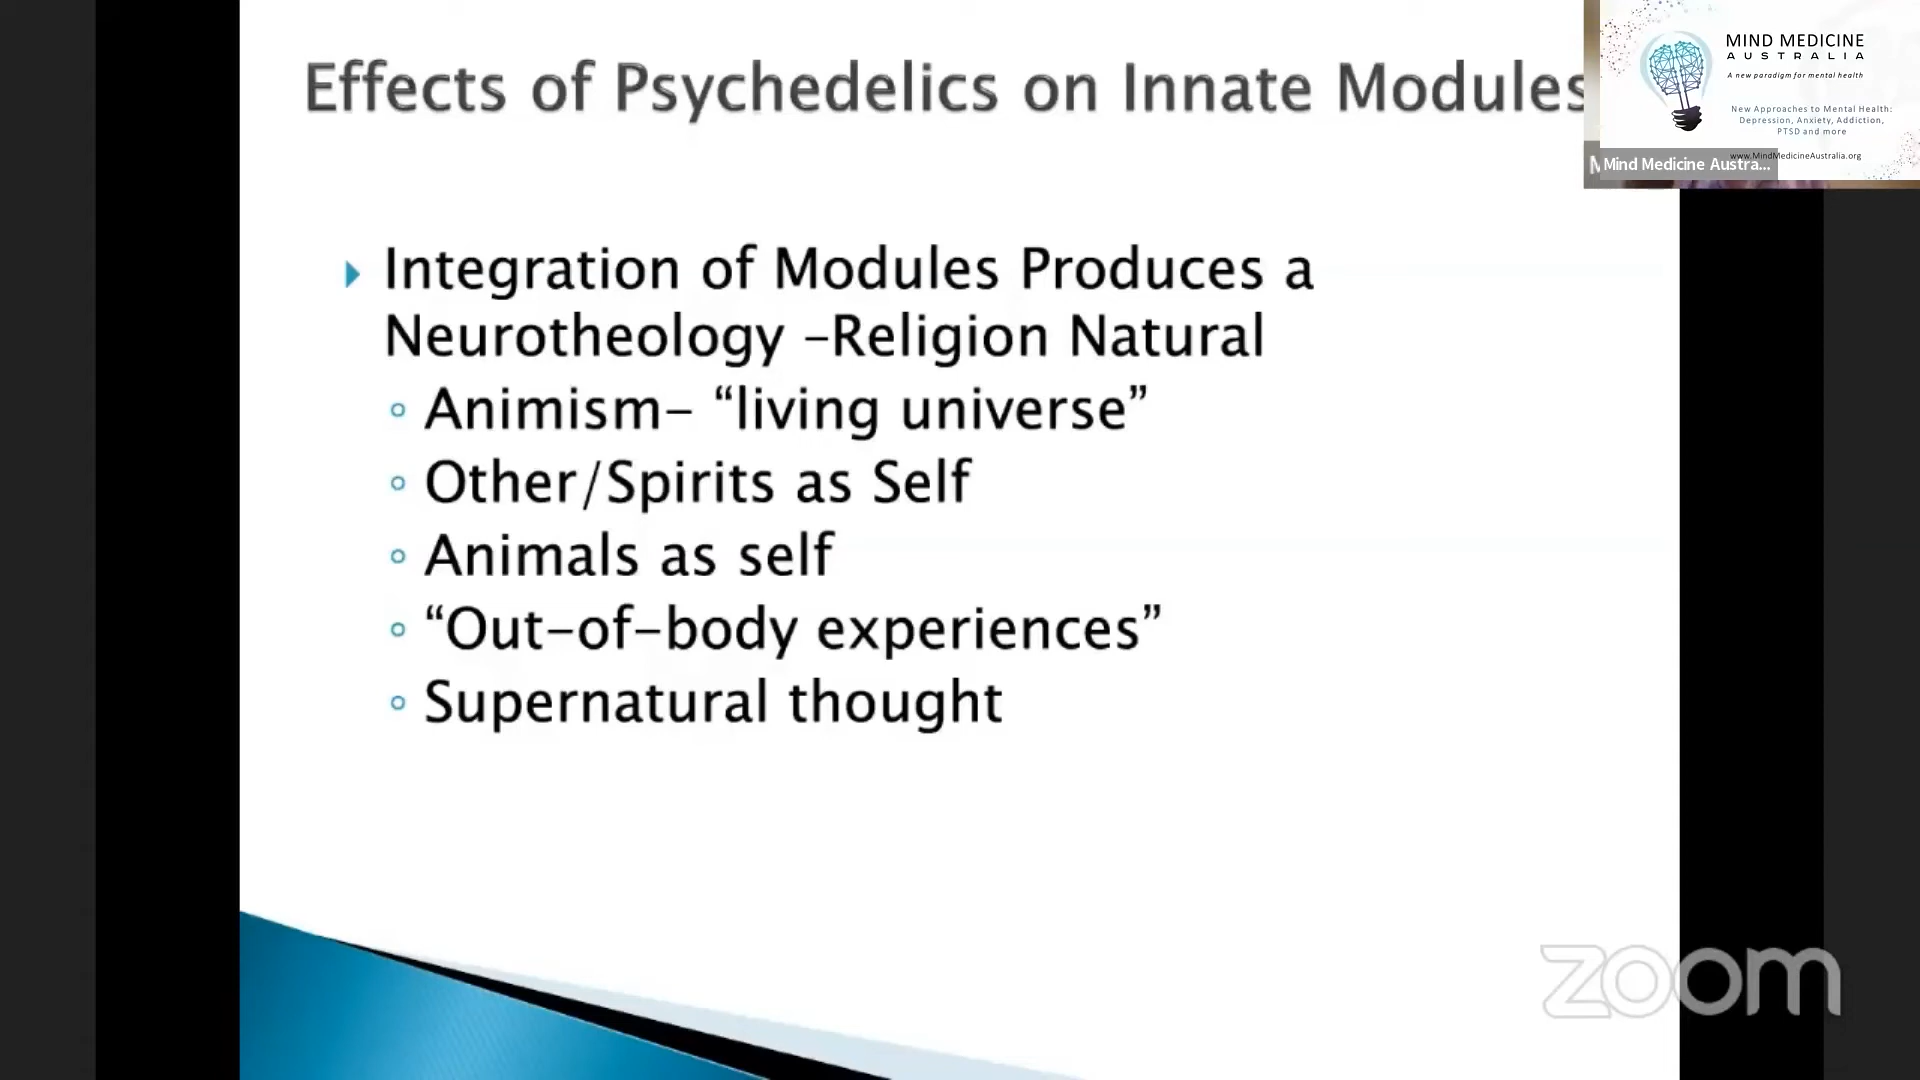 Effects of Psychedelics on Innate Modules
Integration of Modules Produces a
Neurotheology –Religion Natural
Animism– “living universe”
Other/Spirits as Self
Animals as self
“Out–of–body experiences”
Supernatural thought
MIND MEDICINE
AUSTRALIA
A new paradigm for mental health
New Approaches to Mental Health:
Depression, Anxiety, Addiction,
PTSD and more
www.MindMedicineAustralia.org
Mind Medicine Austra...
zoom